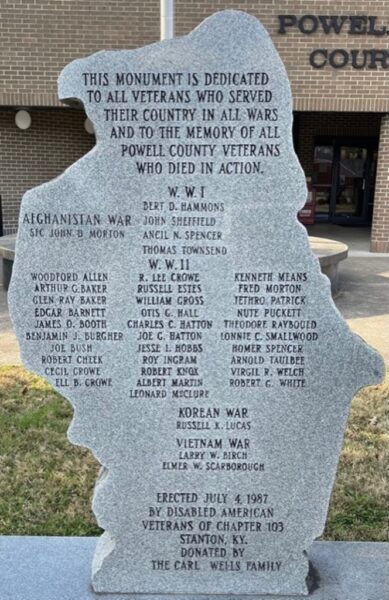 POWELL
COUR
THIS MONUMENT IS DEDICATED
TO ALL VETERANS WHO SERVED
THEIR COUNTRY IN ALL WARS
AND TO THE MEMORY OF ALL
POWELL COUNTY VETERANS
WHO DIED IN ACTION.
W. W. I
BERT D. HAMMONS
AFGHANISTAN WAR JOHN SHEFFIELD
SFC JOHN D. MORTON ANCIL N. SPENCER
THOMAS TOWNSEND
W. W. II
WOODFORD ALLEN R. LEE CROWE KENNETH MEANS
ARTHUR G. BAKER RUSSELL ESTES FRED MORTON
GLEN RAY BAKER WILLIAM GROSS JETHRO PATRICK
EDGAR BARNETT OTIS G. HALL NUTE PUCKETT
JAMES O. BOOTH CHARLES C. HATTON THEODORE RAYBOULD
BENJAMIN J. BURGHER JOE G. HATTON LONNIE C. SMALLWOOD
JOE BUSH JESSE L. HOBBS HOMER SPENCER
ROBERT CHEEK ROY INGRAM ARNOLD TAULBEE
CECIL CROWE ROBERT KNOX VIRGIL R. WELCH
ELL B. CROWE ALBERT MARTIN ROBERT G. WHITE
LEONARD MSCLURE
KOREAN WAR
RUSSELL K. LUCAS
VIETNAM WAR
LARRY W. BIRCH
ELMER W. SCARBOROUGH
ERECTED JULY 4, 1987
BY DISABLED AMERICAN
VETERANS OF CHAPTER 103
STANTON, KY.
DONATED BY
THE CARL WELLS FAMILY